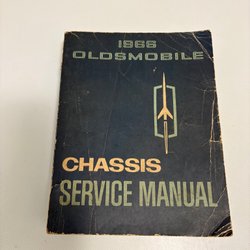 1966
OLDSMOBILE
CHASSIS
SERVICE MANUAL